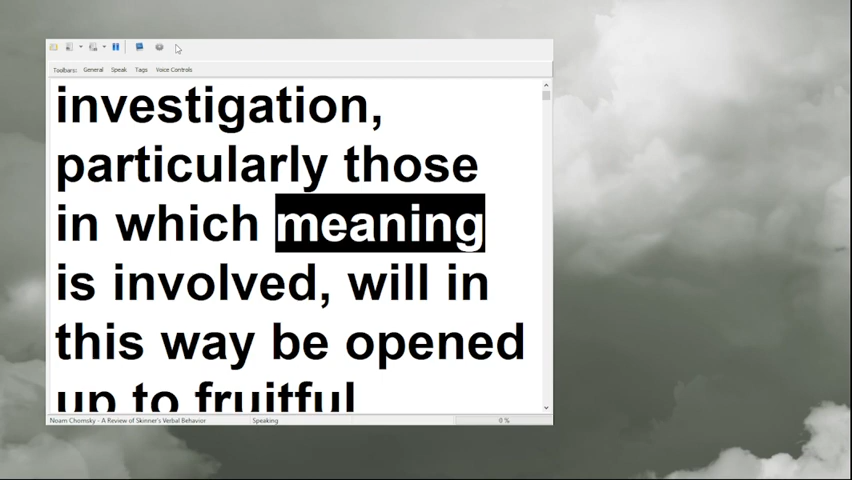 Toolbars: General Speak Tags Voice Controls
investigation,
particularly those
in which meaning
is involved, will in
this way be opened
up to fruitful
Noam Chomsky - A Review of Skinner's Verbal Behavior Speaking 0 %